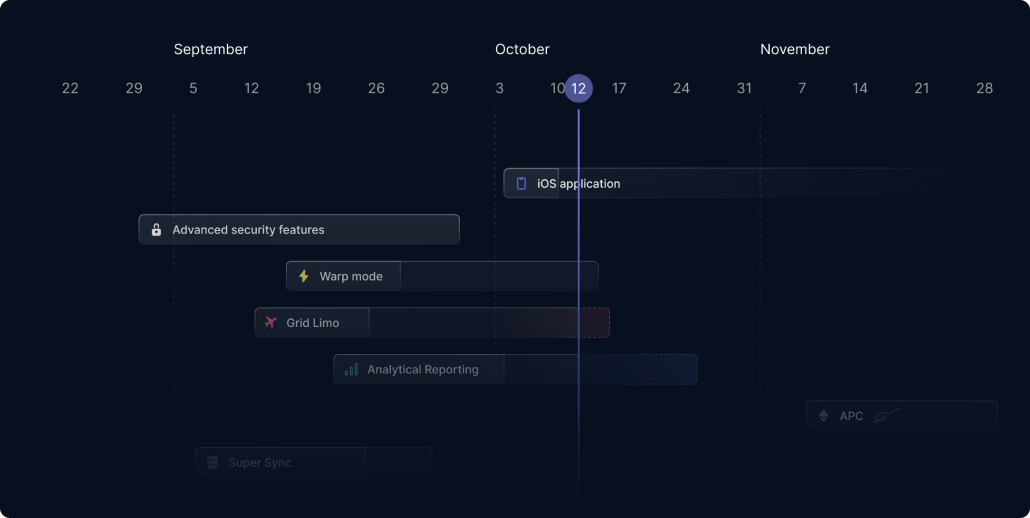 September October November
22 29 5 12 19 26 29 3 10 12 17 24 31 7 14 21 28
iOS application
Advanced security features
Warp mode
Grid Limo
Analytical Reporting
APC
Super Sync